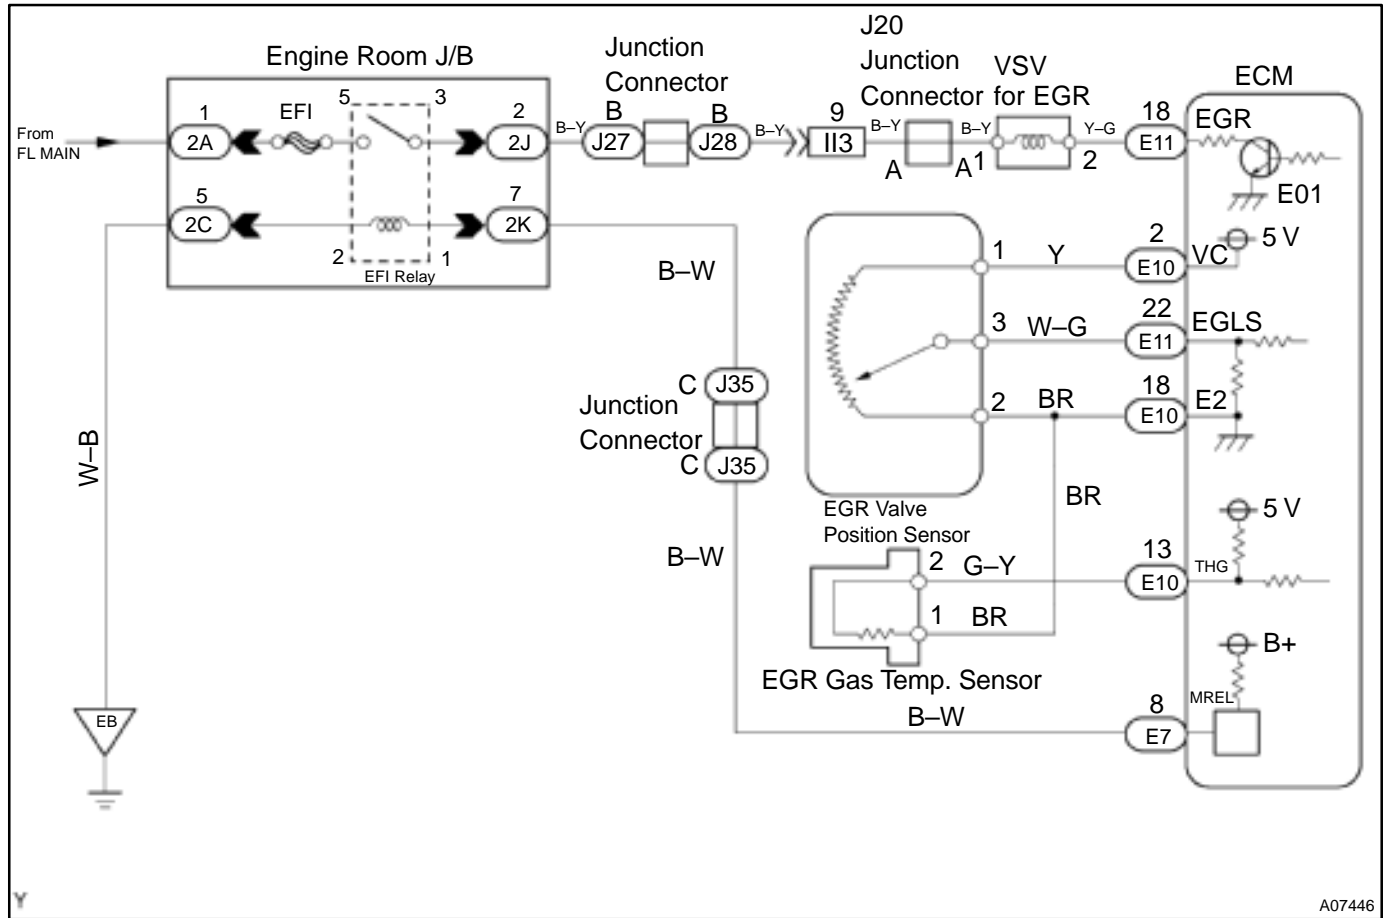 Engine Room J/B
Junction
Connector
J20
Junction
Connector
VSV
for EGR
ECM
From
FL MAIN
1
2A
EFI
5
3
2
2J
B–Y
B
J27
B
J28
B–Y
9
II3
B–Y
A
A
B–Y
1
2
Y–G
18
E11
EGR
E01
5
2C
2
1
EFI Relay
7
2K
B–W
1
Y
2
E10
VC
5 V
3
W–G
22
E11
EGLS
2
BR
18
E10
E2
C
J35
Junction
Connector
C
J35
W–B
BR
EGR Valve
Position Sensor
5 V
B–W
2
G–Y
13
E10
THG
1
BR
EGR Gas Temp. Sensor
B+
B–W
8
E7
MREL
EB
Y
A07446